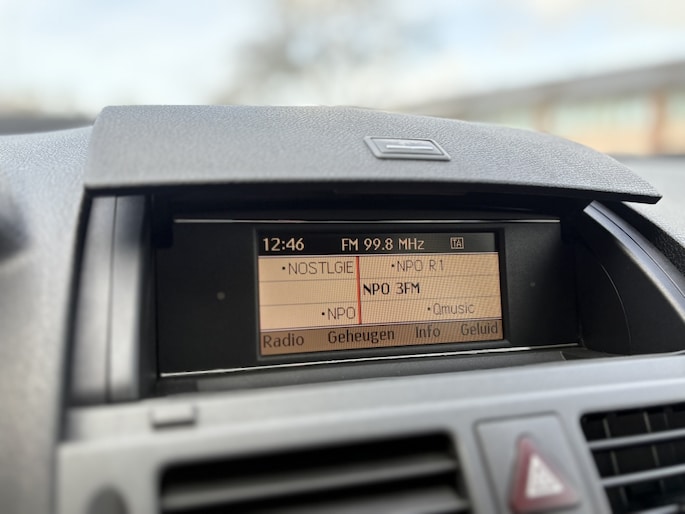 12:46 FM 99.8 MHz TA
•NOSTLGIE •NPO R1
NPO 3FM
•NPO •Qmusic
Radio Geheugen Info Geluid